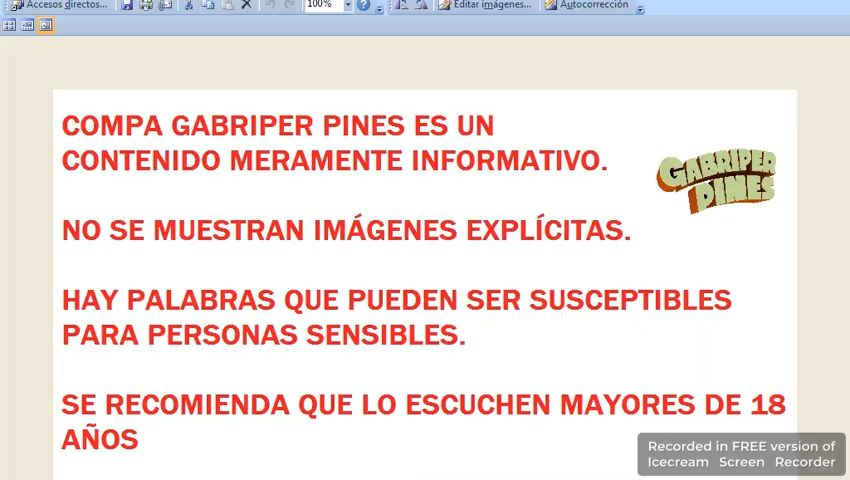 Accesos directos...
100%
Editar imágenes...
Autocorrección
COMPA GABRIPER PINES ES UN
CONTENIDO MERAMENTE INFORMATIVO.
GABRIPER
PINES
NO SE MUESTRAN IMÁGENES EXPLÍCITAS.
HAY PALABRAS QUE PUEDEN SER SUSCEPTIBLES
PARA PERSONAS SENSIBLES.
SE RECOMIENDA QUE LO ESCUCHEN MAYORES DE 18
AÑOS
Recorded in FREE version of
Icecream Screen Recorder